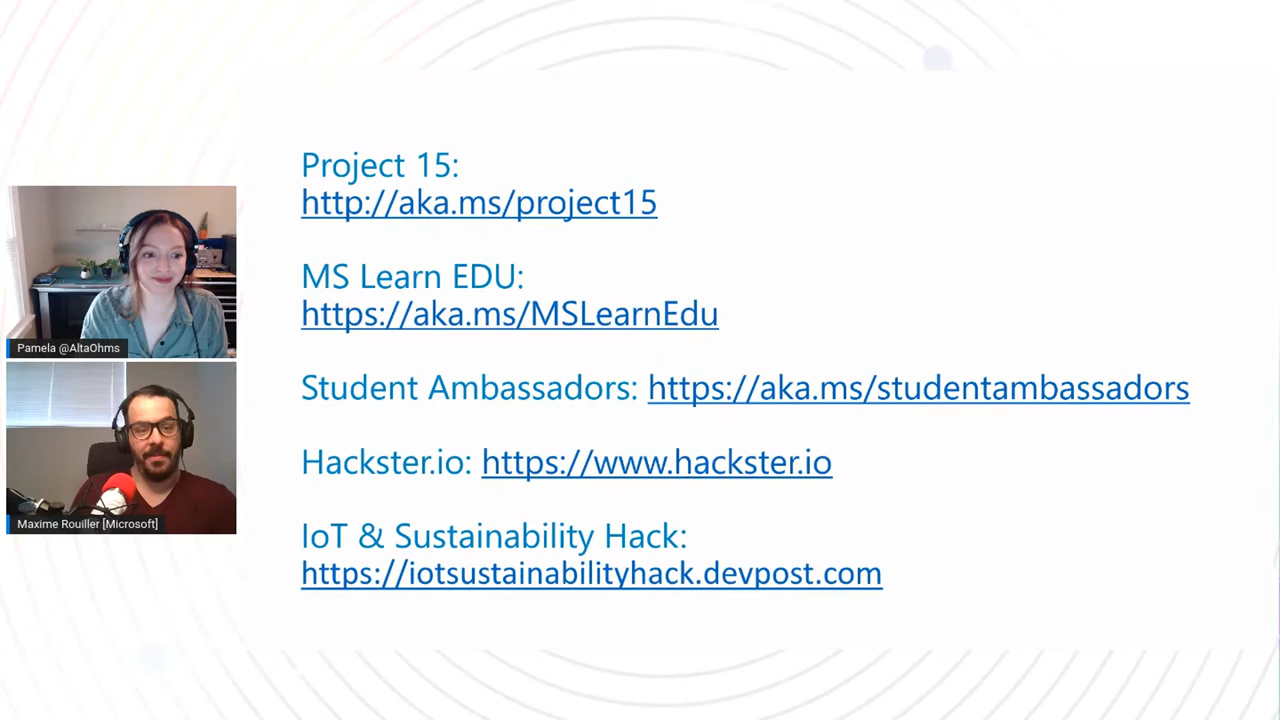 Project 15:
http://aka.ms/project15
MS Learn EDU:
https://aka.ms/MSLearnEdu
Student Ambassadors: https://aka.ms/studentambassadors
Hackster.io: https://www.hackster.io
IoT & Sustainability Hack:
https://iotsustainabilityhack.devpost.com
Pamela @AltaOhms
Maxime Rouiller [Microsoft]